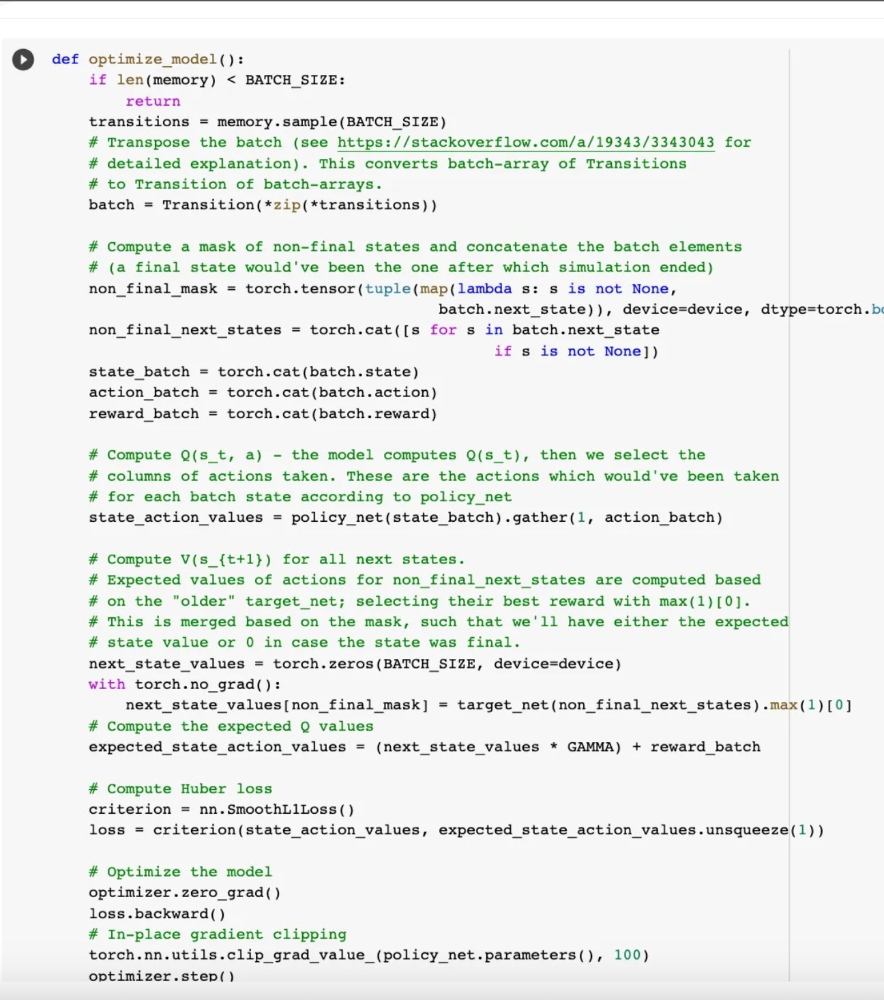 def optimize_model():
    if len(memory) < BATCH_SIZE:
        return
    transitions = memory.sample(BATCH_SIZE)
    # Transpose the batch (see https://stackoverflow.com/a/19343/3343043 for
    # detailed explanation). This converts batch-array of Transitions
    # to Transition of batch-arrays.
    batch = Transition(*zip(*transitions))

    # Compute a mask of non-final states and concatenate the batch elements
    # (a final state would've been the one after which simulation ended)
    non_final_mask = torch.tensor(tuple(map(lambda s: s is not None,
                                          batch.next_state)), device=device, dtype=torch.bo
    non_final_next_states = torch.cat([s for s in batch.next_state
                                                if s is not None])
    state_batch = torch.cat(batch.state)
    action_batch = torch.cat(batch.action)
    reward_batch = torch.cat(batch.reward)

    # Compute Q(s_t, a) - the model computes Q(s_t), then we select the
    # columns of actions taken. These are the actions which would've been taken
    # for each batch state according to policy_net
    state_action_values = policy_net(state_batch).gather(1, action_batch)

    # Compute V(s_{t+1}) for all next states.
    # Expected values of actions for non_final_next_states are computed based
    # on the "older" target_net; selecting their best reward with max(1)[0].
    # This is merged based on the mask, such that we'll have either the expected
    # state value or 0 in case the state was final.
    next_state_values = torch.zeros(BATCH_SIZE, device=device)
    with torch.no_grad():
        next_state_values[non_final_mask] = target_net(non_final_next_states).max(1)[0]
    # Compute the expected Q values
    expected_state_action_values = (next_state_values * GAMMA) + reward_batch

    # Compute Huber loss
    criterion = nn.SmoothL1Loss()
    loss = criterion(state_action_values, expected_state_action_values.unsqueeze(1))

    # Optimize the model
    optimizer.zero_grad()
    loss.backward()
    # In-place gradient clipping
    torch.nn.utils.clip_grad_value_(policy_net.parameters(), 100)
    optimizer.step()